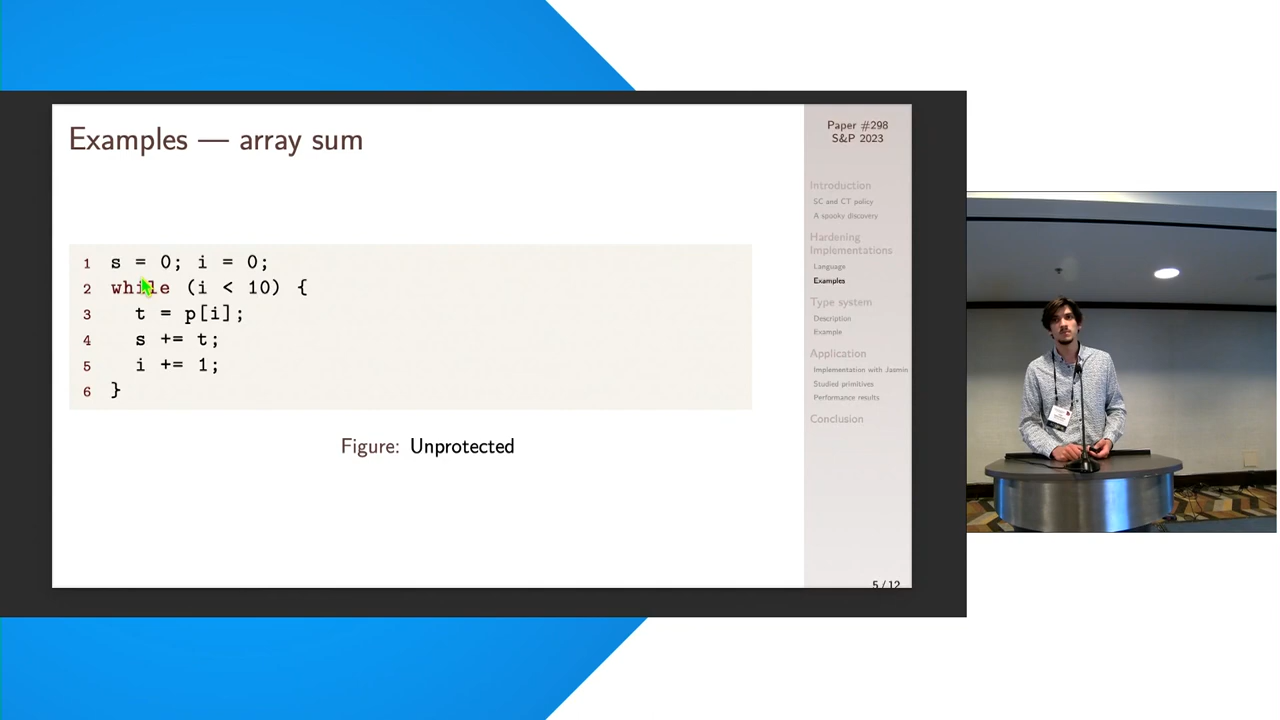 Examples — array sum
1 s = 0; i = 0;
2 while (i < 10) {
3 t = p[i];
4 s += t;
5 i += 1;
6 }
Figure: Unprotected
Paper #298
S&P 2023
Introduction
SC and CT policy
A spooky discovery
Hardening
Implementations
Language
Examples
Type system
Description
Example
Application
Implementation with Jasmin
Studied primitives
Performance results
Conclusion
5 / 12